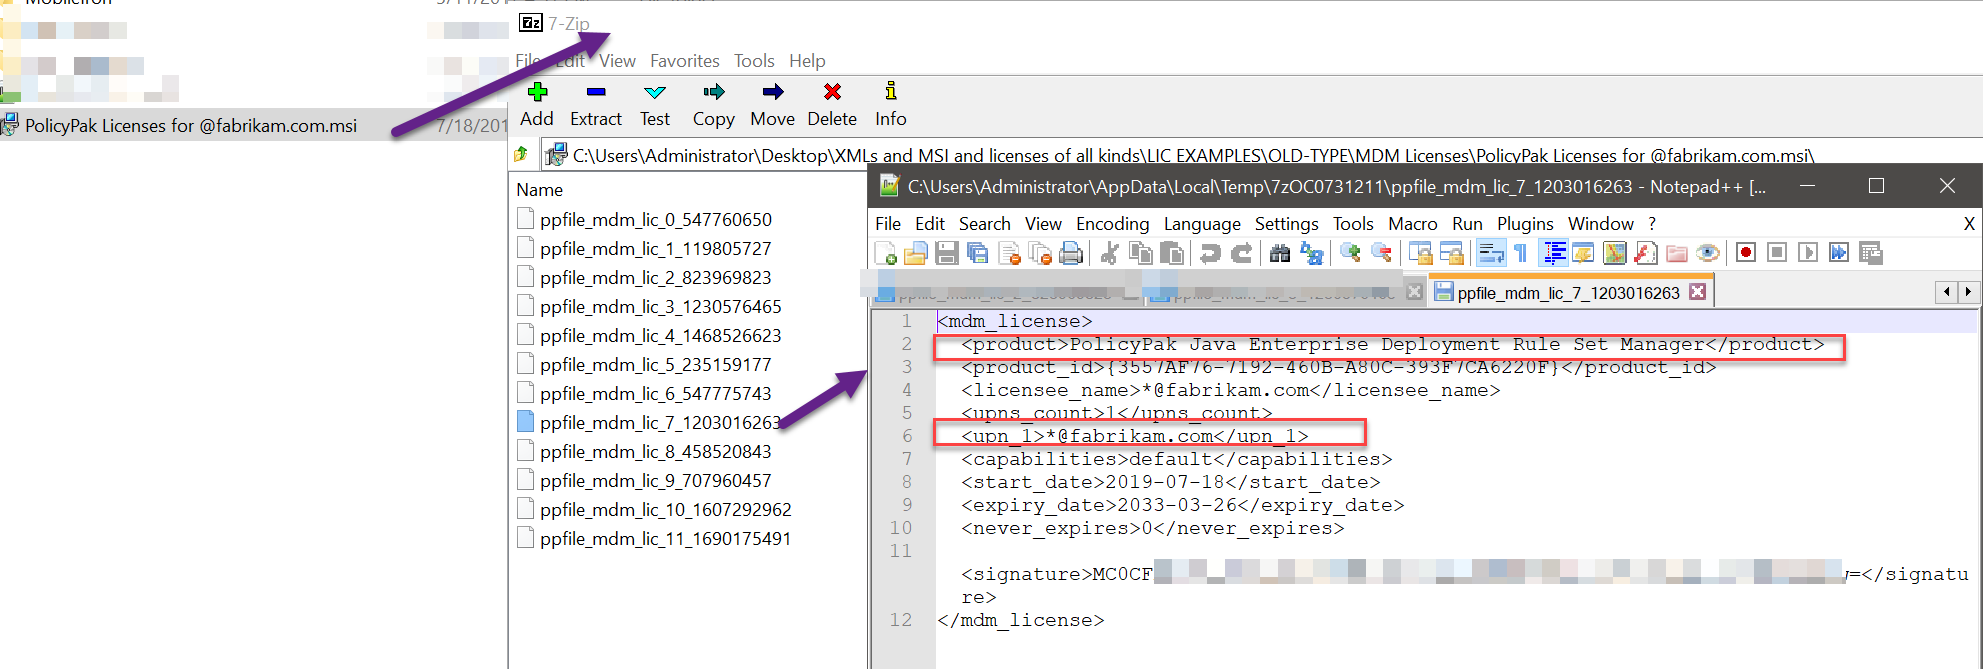 MobileIron
PolicyPak Licenses for @fabrikam.com.msi
7/18/201
7-Zip
File Edit View Favorites Tools Help
Add Extract Test Copy Move Delete Info
C:\Users\Administrator\Desktop\XMLs and MSI and licenses of all kinds\LIC EXAMPLES\OLD-TYPE\MDM Licenses\PolicyPak Licenses for @fabrikam.com.msi\
Name
ppfile_mdm_lic_0_547760650
ppfile_mdm_lic_1_119805727
ppfile_mdm_lic_2_823969823
ppfile_mdm_lic_3_1230576465
ppfile_mdm_lic_4_1468526623
ppfile_mdm_lic_5_235159177
ppfile_mdm_lic_6_547775743
ppfile_mdm_lic_7_1203016263
ppfile_mdm_lic_8_458520843
ppfile_mdm_lic_9_707960457
ppfile_mdm_lic_10_1607292962
ppfile_mdm_lic_11_1690175491
C:\Users\Administrator\AppData\Local\Temp\7zOC0731211\ppfile_mdm_lic_7_1203016263 - Notepad++ [...
File Edit Search View Encoding Language Settings Tools Macro Run Plugins Window ? X
ppfile_mdm_lic_7_1203016263
1 <mdm_license>
2 <product>PolicyPak Java Enterprise Deployment Rule Set Manager</product>
3 <product_id>{3557AF76-7192-460B-A80C-393F7CA6220F}</product_id>
4 <licensee_name>*@fabrikam.com</licensee_name>
5 <upns_count>1</upns_count>
6 <upn_1>*@fabrikam.com</upn_1>
7 <capabilities>default</capabilities>
8 <start_date>2019-07-18</start_date>
9 <expiry_date>2033-03-26</expiry_date>
10 <never_expires>0</never_expires>
11
<signature>MC0CF =</signatu
re>
12 </mdm_license>